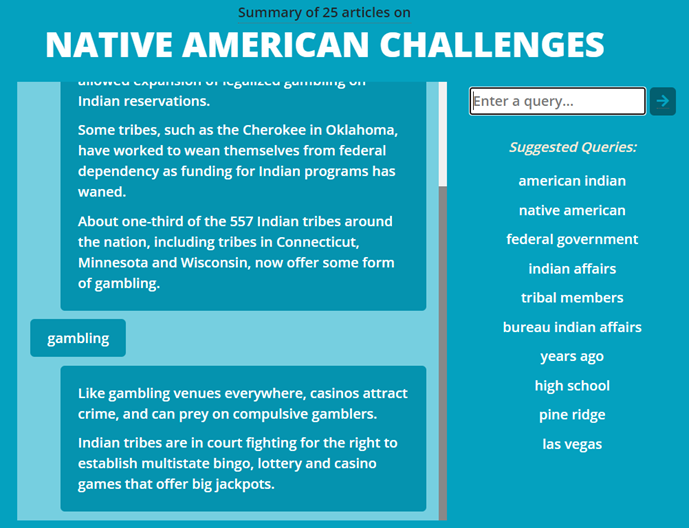 Summary of 25 articles on
NATIVE AMERICAN CHALLENGES
allowed expansion of legalized gambling on
Indian reservations.
Some tribes, such as the Cherokee in Oklahoma,
have worked to wean themselves from federal
dependency as funding for Indian programs has
waned.
About one-third of the 557 Indian tribes around
the nation, including tribes in Connecticut,
Minnesota and Wisconsin, now offer some form
of gambling.
gambling
Like gambling venues everywhere, casinos attract
crime, and can prey on compulsive gamblers.
Indian tribes are in court fighting for the right to
establish multistate bingo, lottery and casino
games that offer big jackpots.
Enter a query...
Suggested Queries:
american indian
native american
federal government
indian affairs
tribal members
bureau indian affairs
years ago
high school
pine ridge
las vegas